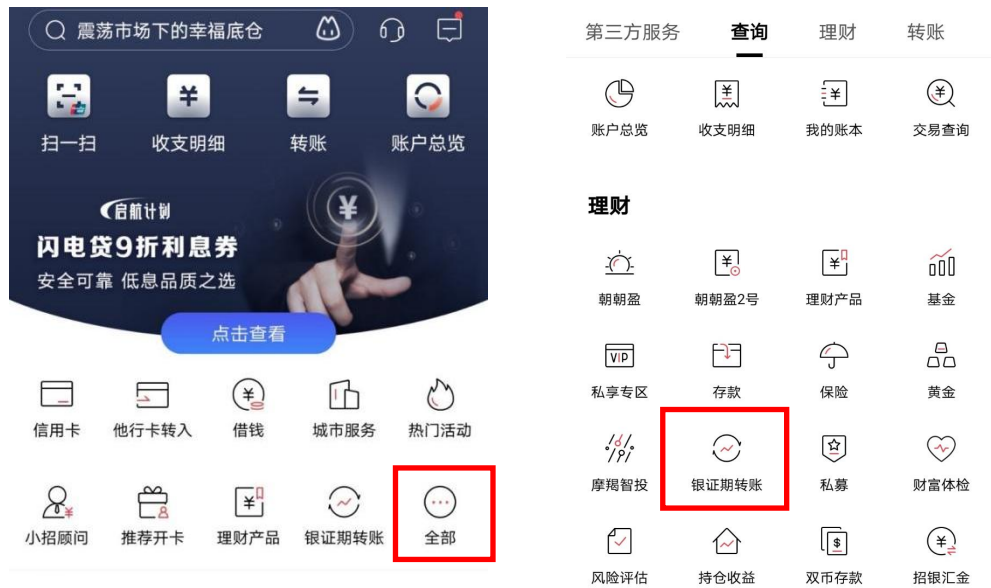 震荡市场下的幸福底仓
扫一扫 收支明细 转账 账户总览
启航计划
闪电贷9折利息券
安全可靠 低息品质之选
点击查看
信用卡 他行卡转入 借钱 城市服务 热门活动
小招顾问 推荐开卡 理财产品 银证期转账 全部
第三方服务 查询 理财 转账
账户总览 收支明细 我的账本 交易查询
理财
朝朝盈 朝朝盈2号 理财产品 基金
VIP
私享专区 存款 保险 黄金
摩羯智投 银证期转账 私募 财富体检
风险评估 持仓收益 双币存款 招银汇金